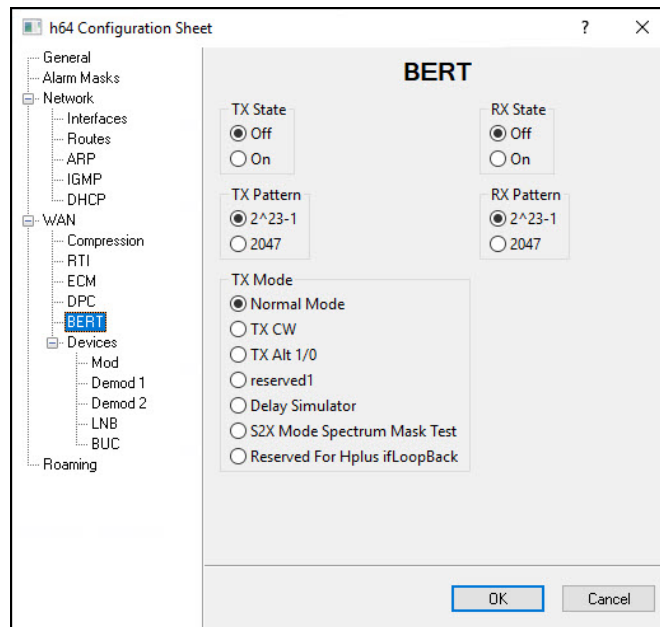 h64 Configuration Sheet
? ×
General
Alarm Masks
Network
Interfaces
Routes
ARP
IGMP
DHCP
WAN
Compression
RTI
ECM
DPC
BERT
Devices
Mod
Demod 1
Demod 2
LNB
BUC
Roaming
BERT
TX State
Off
On
RX State
Off
On
TX Pattern
2^23-1
2047
RX Pattern
2^23-1
2047
TX Mode
Normal Mode
TX CW
TX Alt 1/0
reserved1
Delay Simulator
S2X Mode Spectrum Mask Test
Reserved For Hplus ifLoopBack
OK Cancel